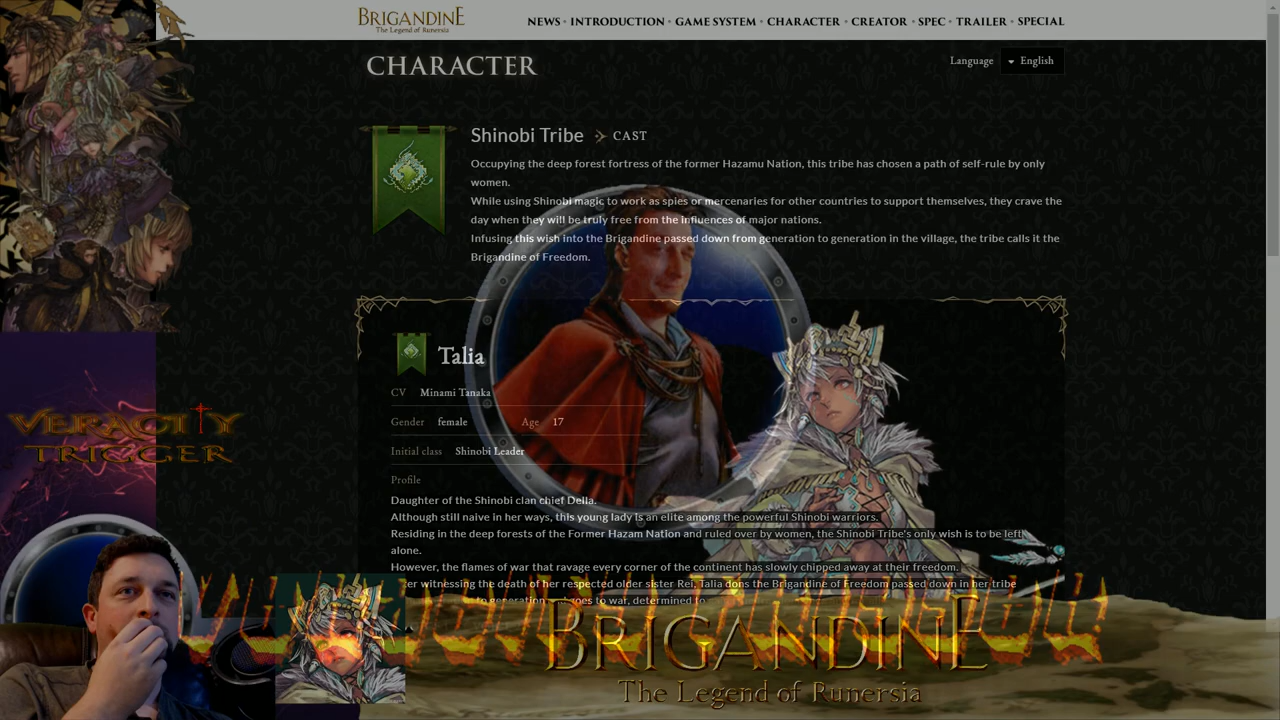 BRIGANDINE
The Legend of Runersia
NEWS • INTRODUCTION • GAME SYSTEM • CHARACTER • CREATOR • SPEC • TRAILER • SPECIAL
CHARACTER
Language English
Shinobi Tribe CAST
Occupying the deep forest fortress of the former Hazamu Nation, this tribe has chosen a path of self-rule by only
women.
While using Shinobi magic to work as spies or mercenaries for other countries to support themselves, they crave the
day when they will be truly free from the influences of major nations.
Infusing this wish into the Brigandine passed down from generation to generation in the village, the tribe calls it the
Brigandine of Freedom.
Talia
CV Minami Tanaka
Gender female Age 17
Initial class Shinobi Leader
Profile
Daughter of the Shinobi clan chief Della.
Although still naive in her ways, this young lady is an elite among the powerful Shinobi warriors.
Residing in the deep forests of the Former Hazam Nation and ruled over by women, the Shinobi Tribe's only wish is to be left
alone.
However, the flames of war that ravage every corner of the continent has slowly chipped away at their freedom.
witnessing the death of her respected older sister Rei, Talia dons the Brigandine of Freedom passed down in her tribe
to generation goes to war, determined to
VERACITY
TRIGGER
BRIGANDINE
The Legend of Runersia